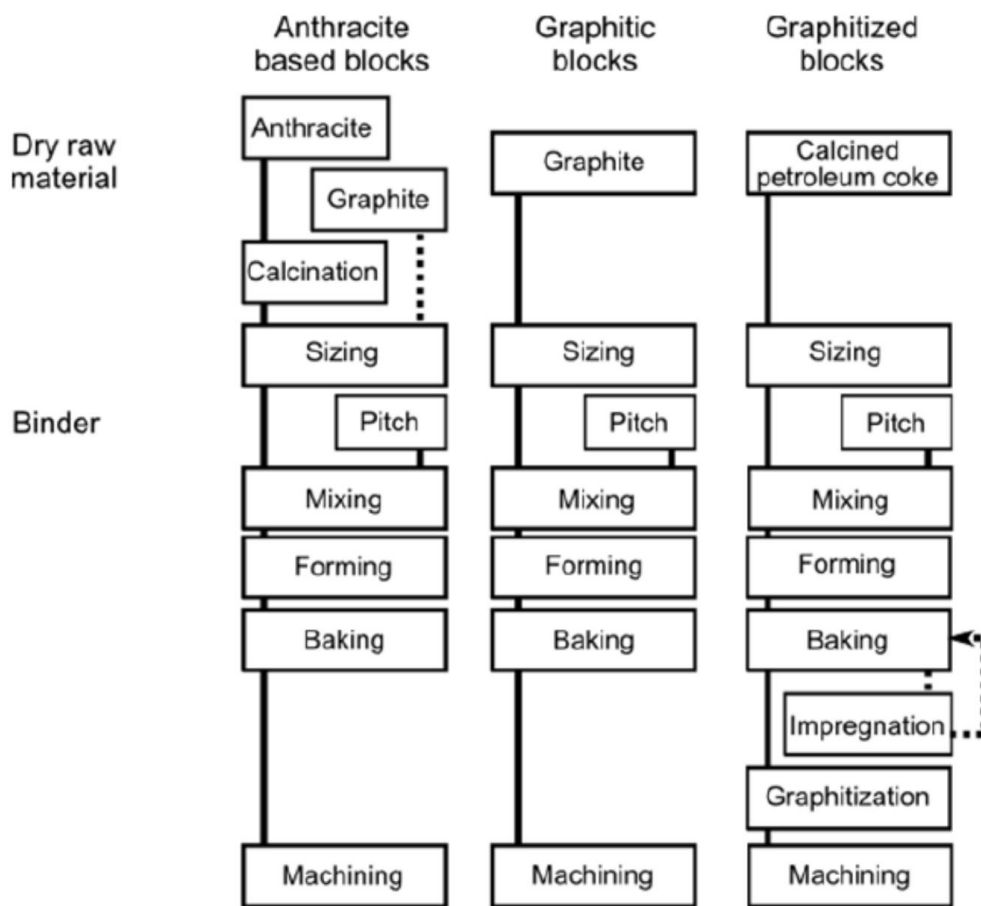 Anthracite
based blocks
Graphitic
blocks
Graphitized
blocks
Dry raw
material
Anthracite
Graphite
Calcination
Graphite
Calcined
petroleum coke
Sizing
Sizing
Sizing
Binder
Pitch
Pitch
Pitch
Mixing
Mixing
Mixing
Forming
Forming
Forming
Baking
Baking
Baking
Impregnation
Graphitization
Machining
Machining
Machining